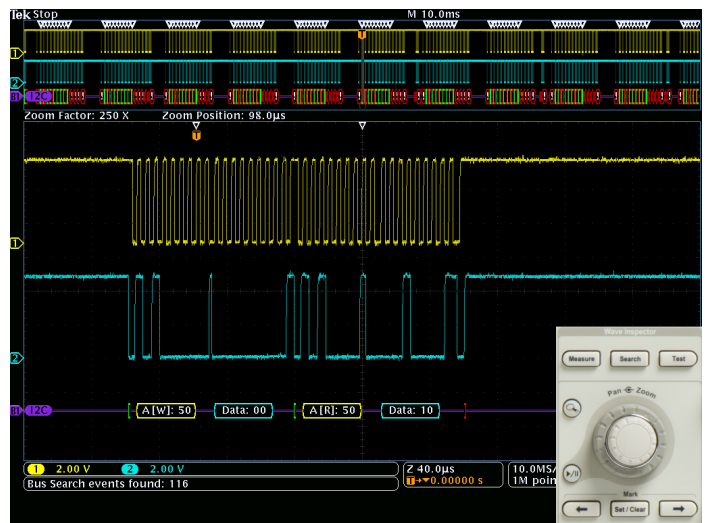 Tek Stop
M 10.0ms
T
1
2
B1 I2C
Zoom Factor: 250 X Zoom Position: 98.0µs
T
1
2
B1 I2C A [W]: 50 Data: 00 A [R]: 50 Data: 10
1 2.00 V 2 2.00 V
Z 40.0µs
T→▾0.00000 s
10.0MS/
1M poin
Bus Search events found: 116
Wave Inspector
Measure Search Test
Pan Zoom
Mark
← Set / Clear →